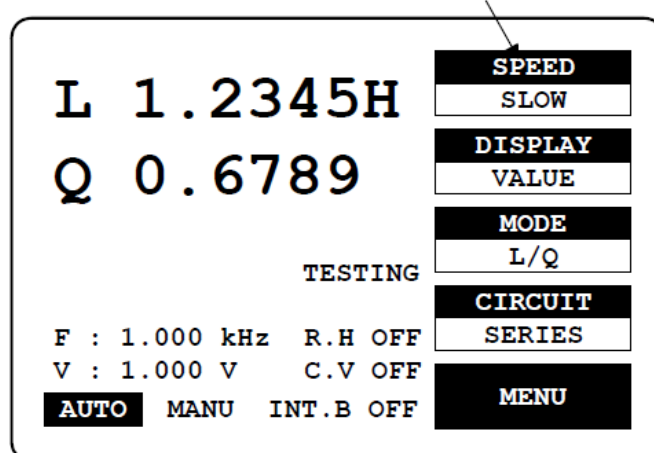 L 1.2345H
Q 0.6789
TESTING
F : 1.000 kHz R.H OFF
V : 1.000 V C.V OFF
AUTO MANU INT.B OFF
SPEED
SLOW
DISPLAY
VALUE
MODE
L/Q
CIRCUIT
SERIES
MENU